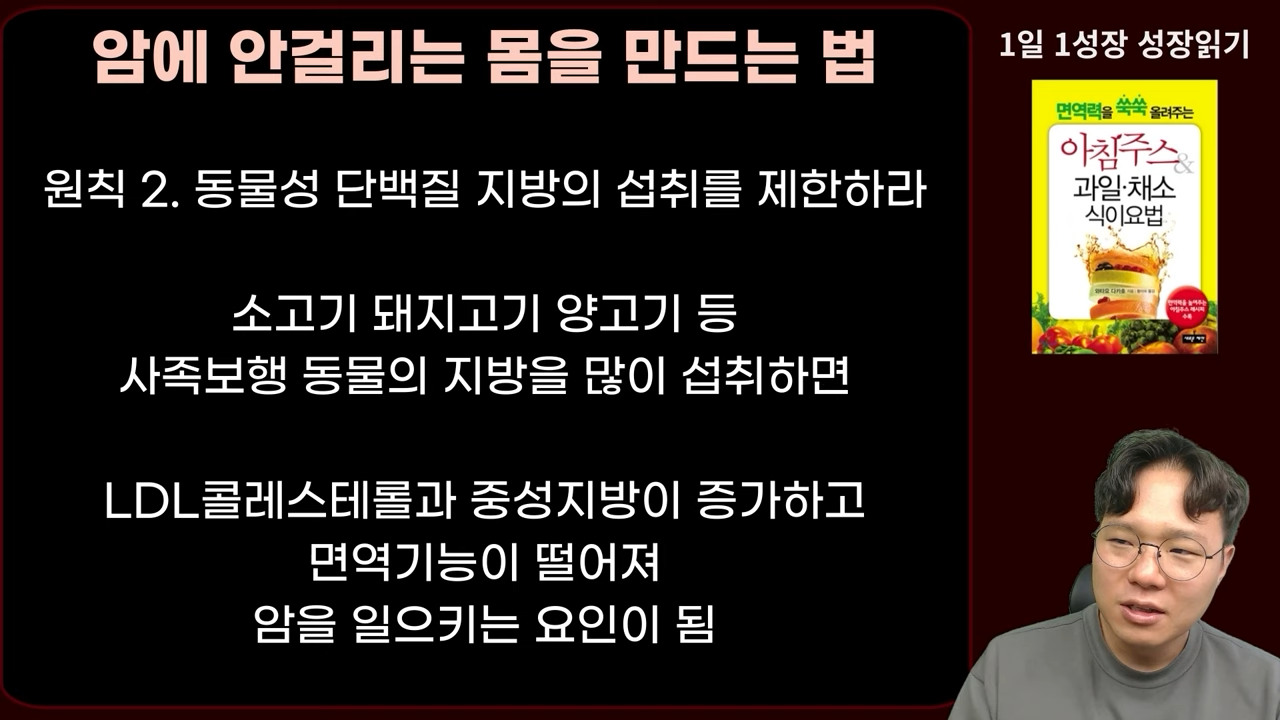 암에 안걸리는 몸을 만드는 법
원칙 2. 동물성 단백질 지방의 섭취를 제한하라
소고기 돼지고기 양고기 등
사족보행 동물의 지방을 많이 섭취하면
LDL콜레스테롤과 중성지방이 증가하고
면역기능이 떨어져
암을 일으키는 요인이 됨
1일 1성장 성장읽기
면역력을 쑥쑥 올려주는
아침주스&
과일·채소
식이요법